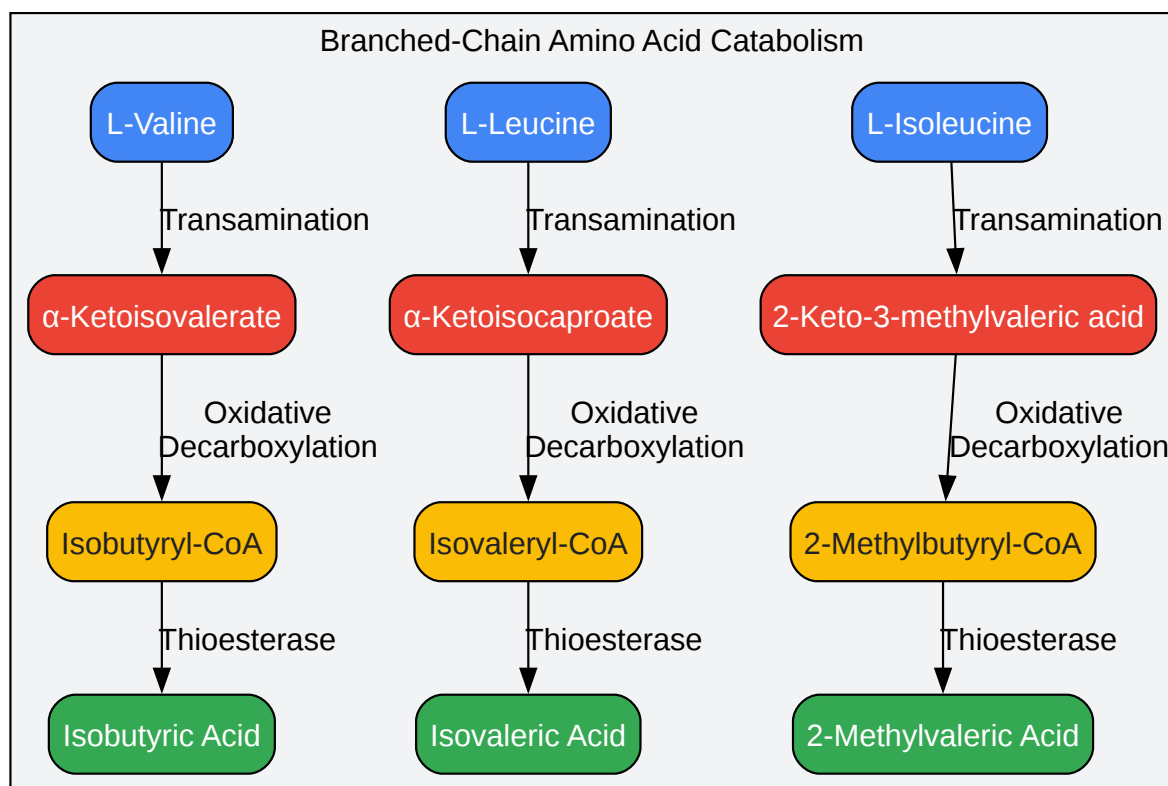 Branched-Chain Amino Acid Catabolism
L-Valine
L-Leucine
L-Isoleucine
Transamination
Transamination
Transamination
α-Ketoisovalerate
α-Ketoisocaproate
2-Keto-3-methylvaleric acid
Oxidative
Decarboxylation
Oxidative
Decarboxylation
Oxidative
Decarboxylation
Isobutyryl-CoA
Isovaleryl-CoA
2-Methylbutyryl-CoA
Thioesterase
Thioesterase
Thioesterase
Isobutyric Acid
Isovaleric Acid
2-Methylvaleric Acid